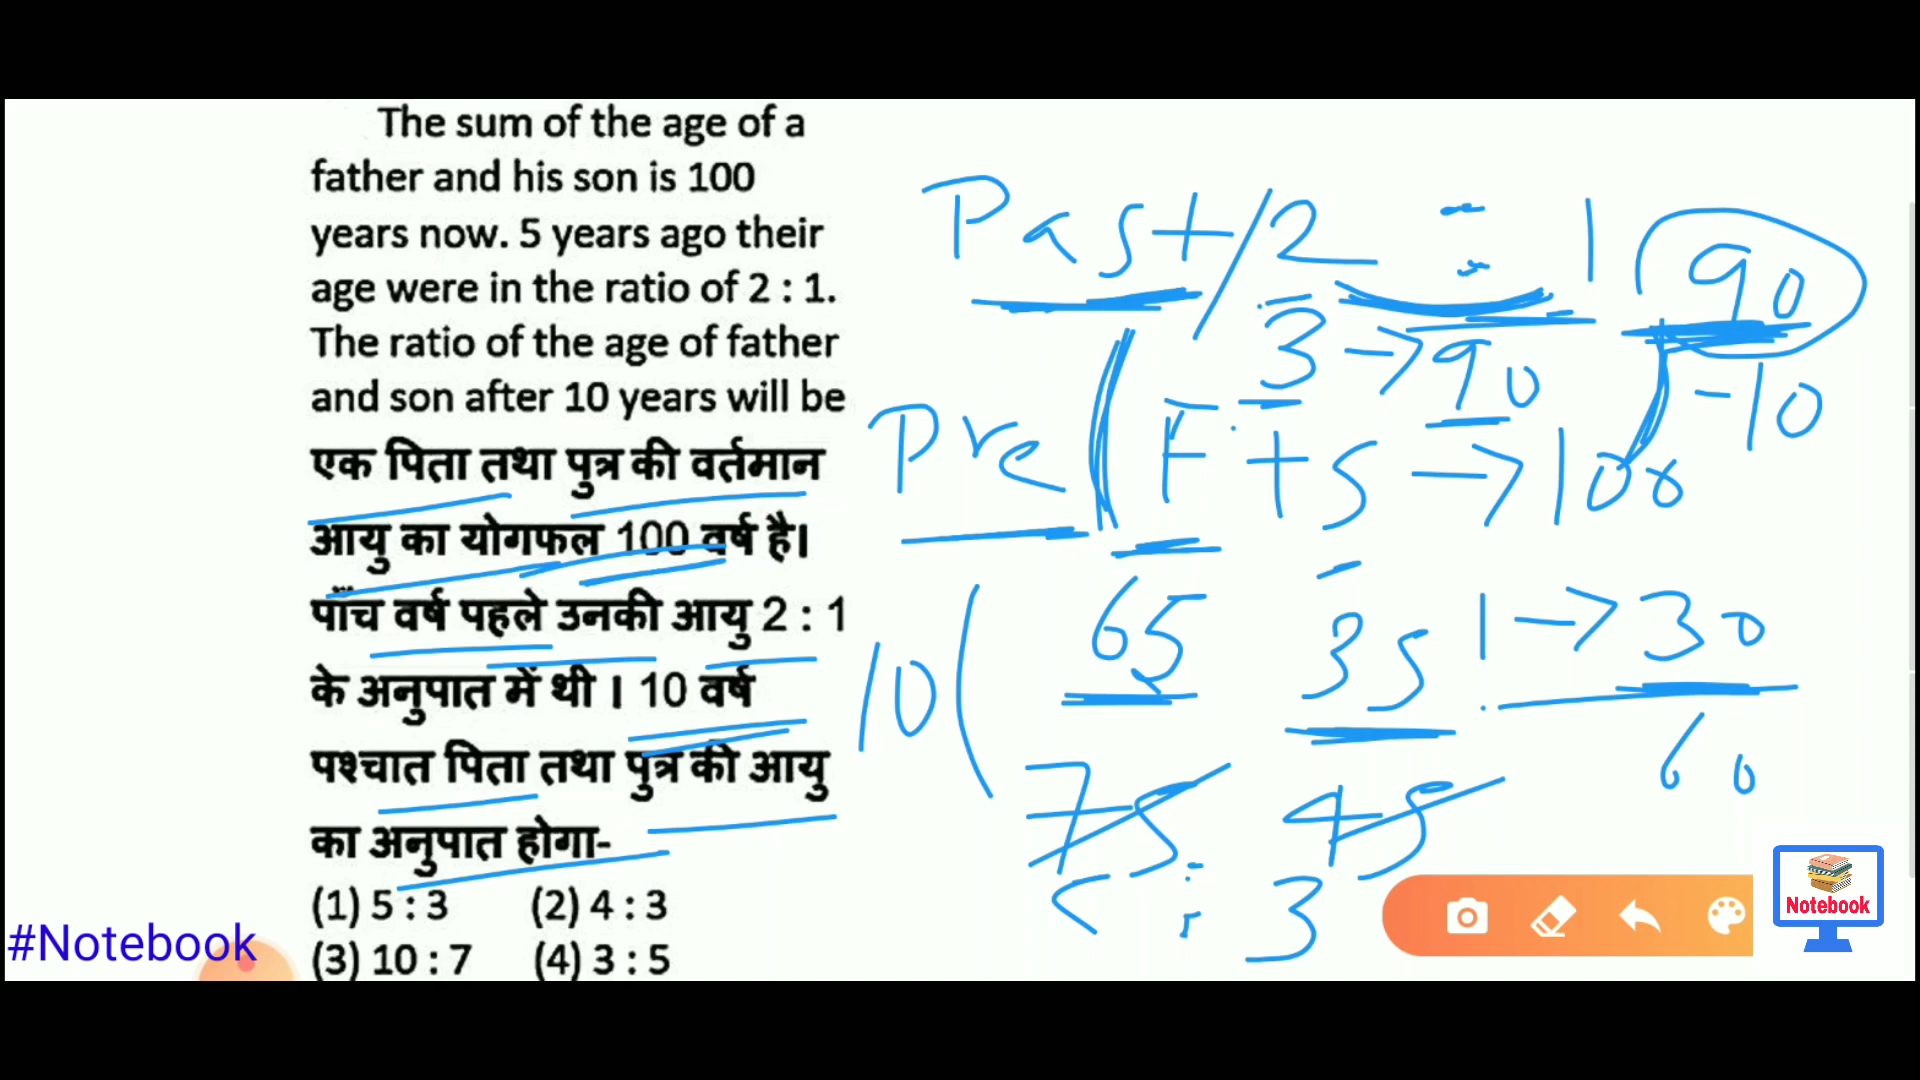 The sum of the age of a
father and his son is 100
years now. 5 years ago their
age were in the ratio of 2 : 1.
The ratio of the age of father
and son after 10 years will be
एक पिता तथा पुत्र की वर्तमान
आयु का योगफल 100 वर्ष है।
पाँच वर्ष पहले उनकी आयु 2 : 1
के अनुपात में थी । 10 वर्ष
पश्चात पिता तथा पुत्र की आयु
का अनुपात होगा-
(1) 5 : 3 (2) 4 : 3
(3) 10 : 7 (4) 3 : 5
#Notebook
Past/2 : 1 90
3 → 90 -10
Pre F + S → 100
65 35 1 → 30
10 60
75 45
5 : 3
Notebook